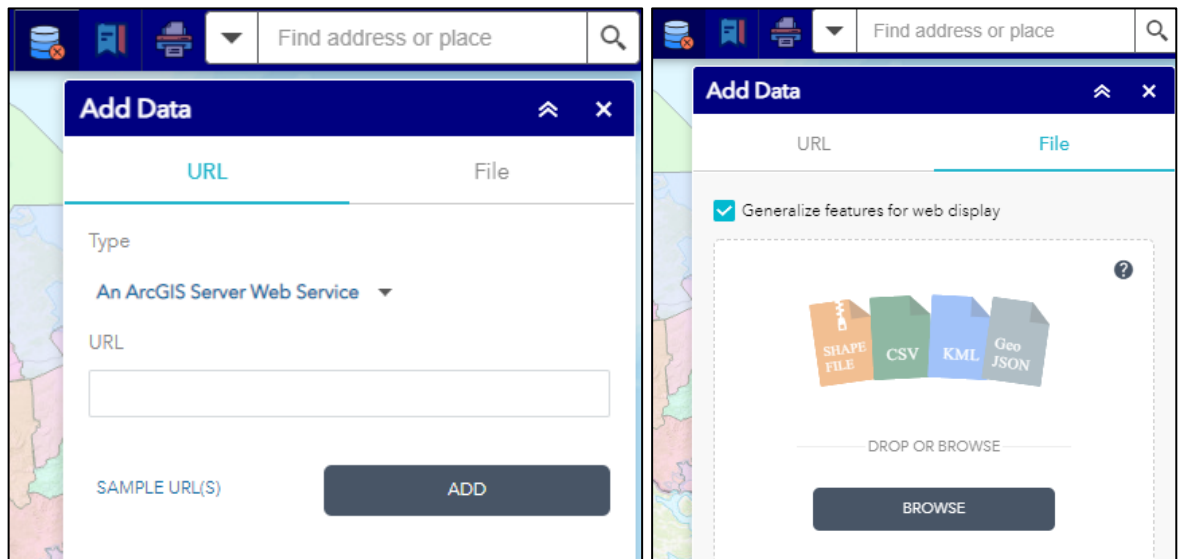 Find address or place
Add Data
URL File
Type
An ArcGIS Server Web Service
URL
SAMPLE URL(S) ADD
Find address or place
Add Data
URL File
Generalize features for web display
SHAPE
FILE
CSV
KML
Geo
JSON
DROP OR BROWSE
BROWSE